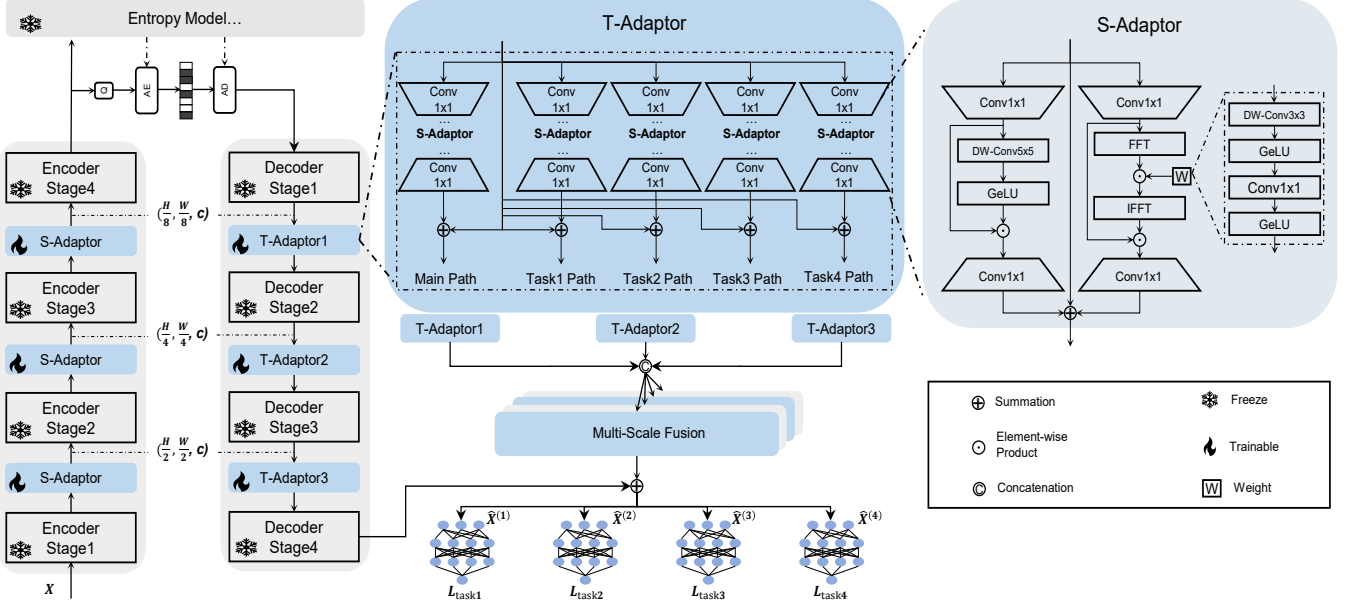 Entropy Model…
Q
AE
AD
Encoder
Stage4
S-Adaptor
Encoder
Stage3
S-Adaptor
Encoder
Stage2
S-Adaptor
Encoder
Stage1
X
(H/8, W/8, c)
(H/4, W/4, c)
(H/2, W/2, c)
Decoder
Stage1
T-Adaptor1
Decoder
Stage2
T-Adaptor2
Decoder
Stage3
T-Adaptor3
Decoder
Stage4
T-Adaptor
Conv
1x1
...
S-Adaptor
...
Conv
1x1
Main Path
Conv
1x1
...
S-Adaptor
...
Conv
1x1
Task1 Path
Conv
1x1
...
S-Adaptor
...
Conv
1x1
Task2 Path
Conv
1x1
...
S-Adaptor
...
Conv
1x1
Task3 Path
Conv
1x1
...
S-Adaptor
...
Conv
1x1
Task4 Path
T-Adaptor1
T-Adaptor2
T-Adaptor3
C
Multi-Scale Fusion
X̂(1)
X̂(2)
X̂(3)
X̂(4)
Ltask1
Ltask2
Ltask3
Ltask4
S-Adaptor
Conv1x1
DW-Conv5x5
GeLU
Conv1x1
Conv1x1
FFT
W
IFFT
Conv1x1
DW-Conv3x3
GeLU
Conv1x1
GeLU
Summation
Element-wise
Product
C Concatenation
Freeze
Trainable
W Weight